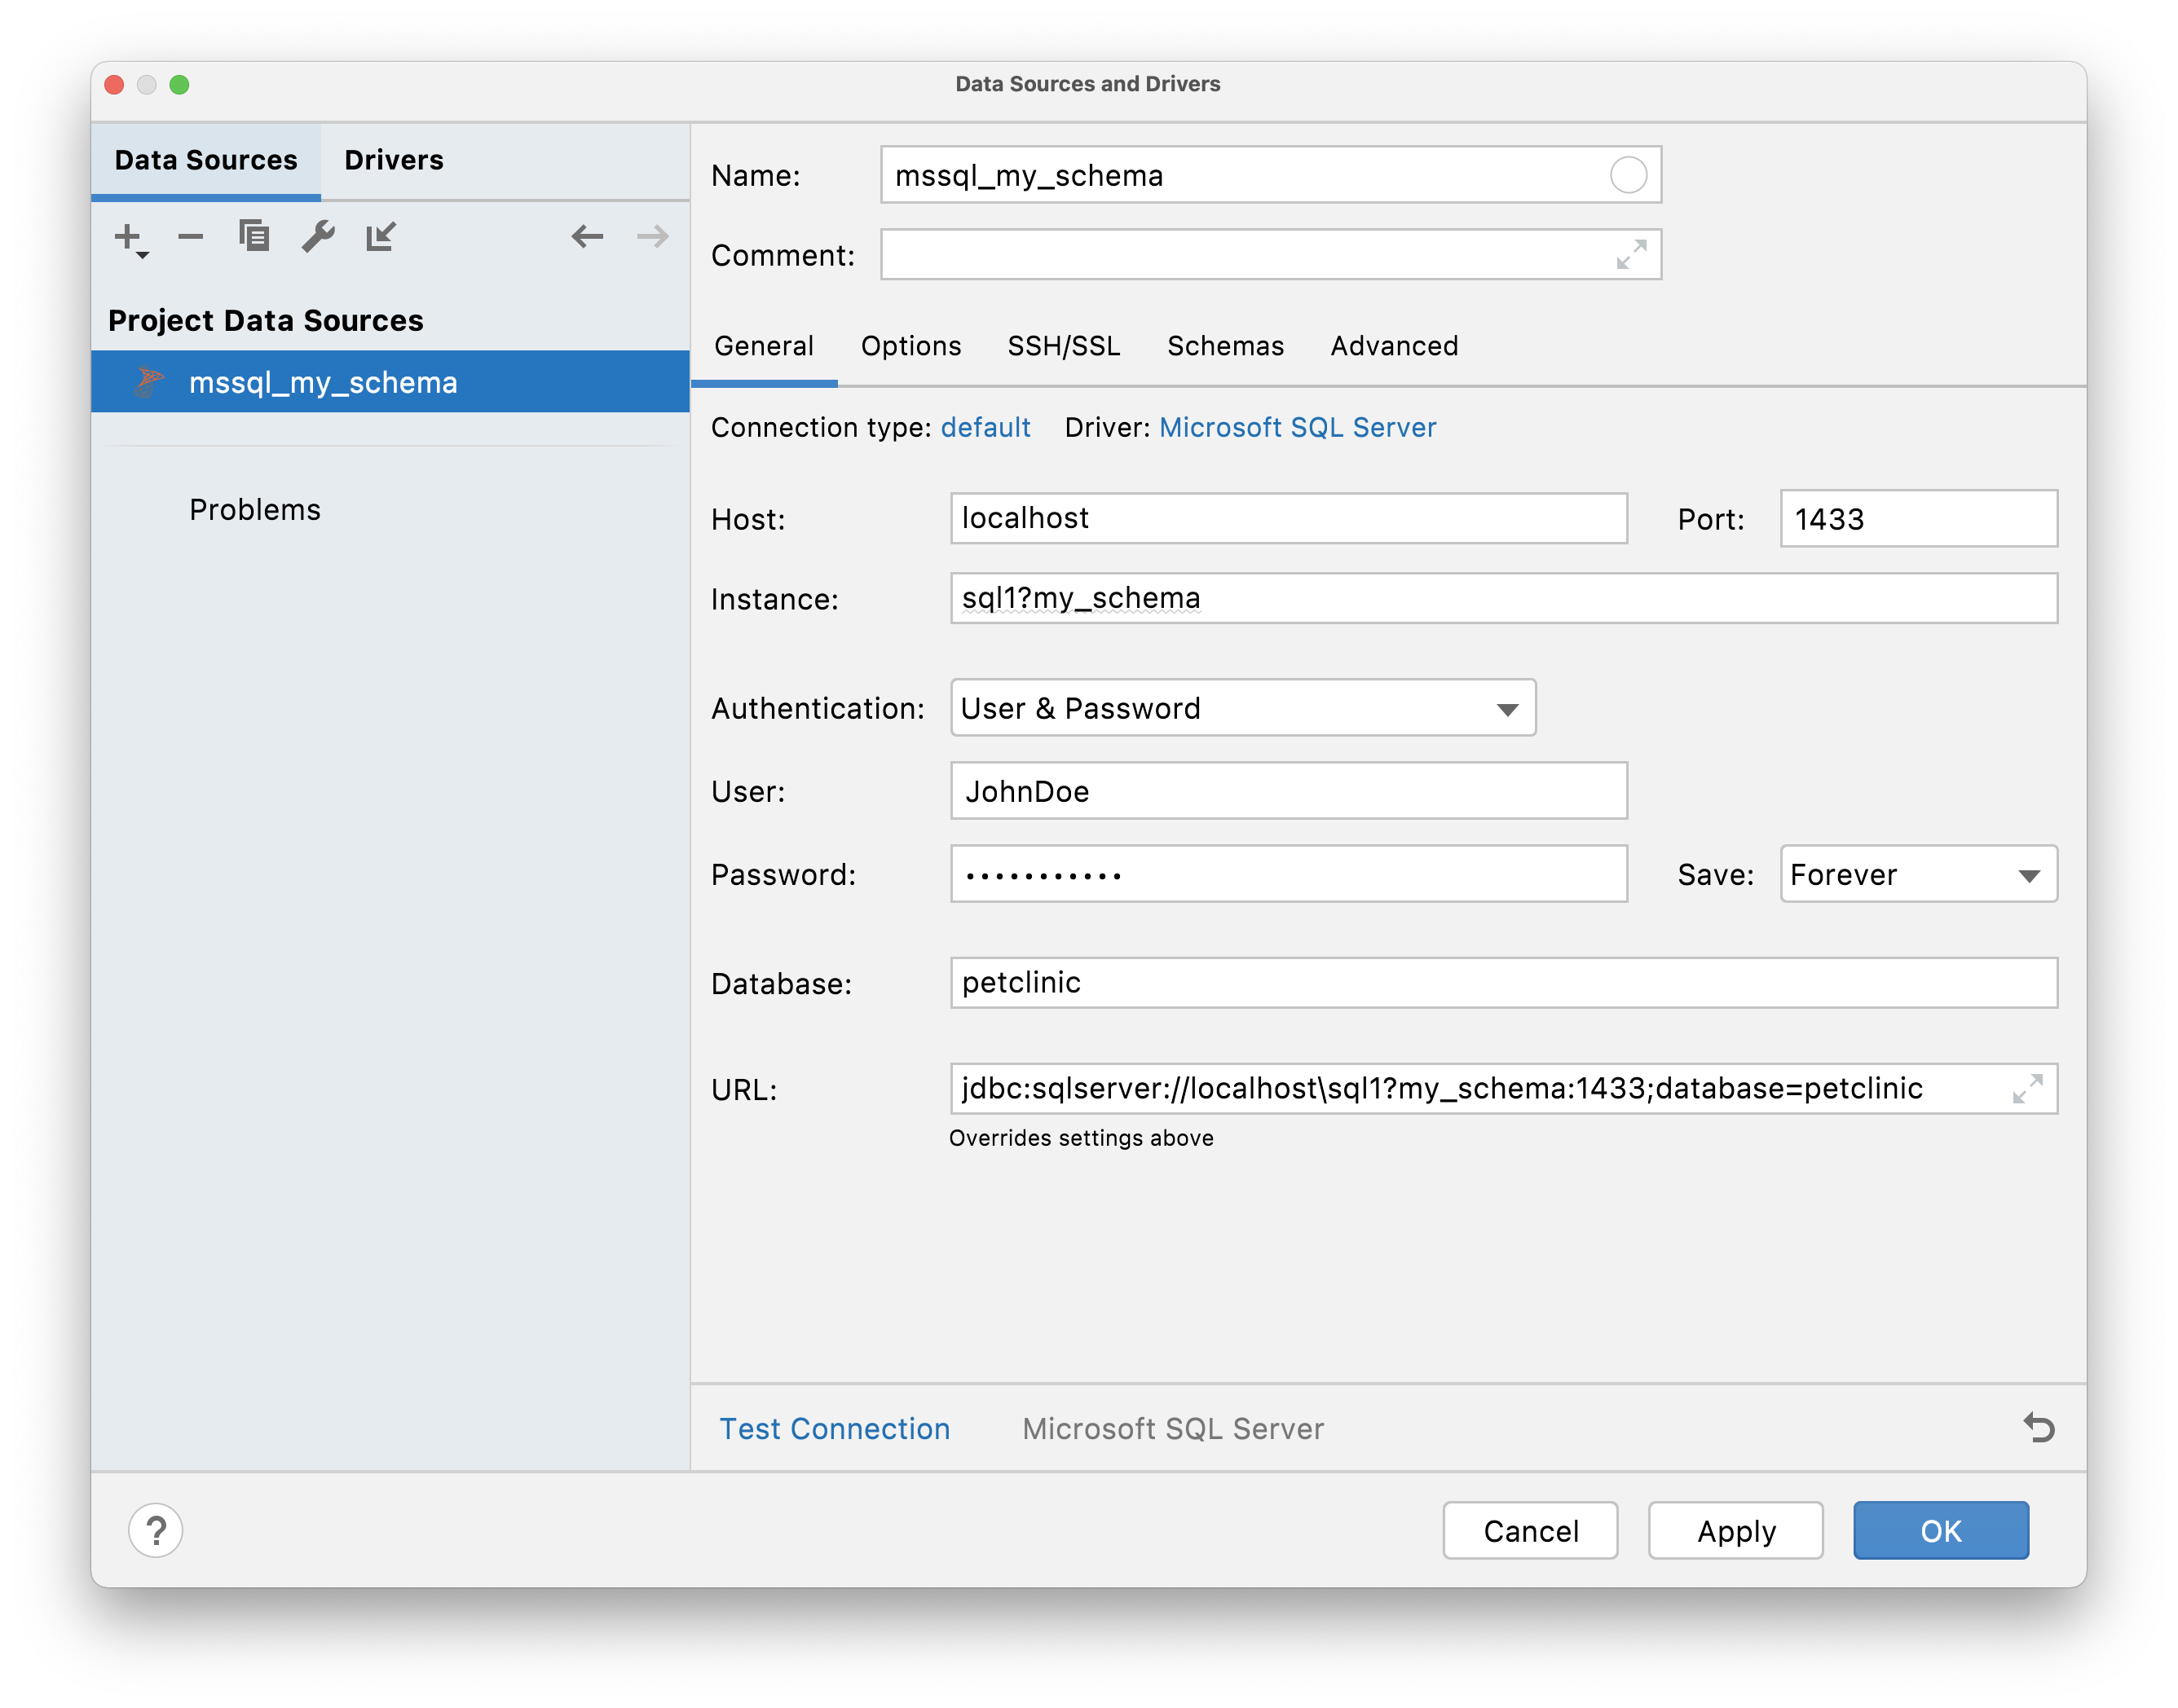 Data Sources and Drivers
Data Sources Drivers
Name: mssql_my_schema
Comment:
Project Data Sources
General Options SSH/SSL Schemas Advanced
mssql_my_schema
Connection type: default Driver: Microsoft SQL Server
Problems
Host: localhost Port: 1433
Instance: sql1?my_schema
Authentication: User & Password
User: JohnDoe
Password: •••••••••••
Save: Forever
Database: petclinic
URL: jdbc:sqlserver://localhost\sql1?my_schema:1433;database=petclinic
Overrides settings above
Test Connection Microsoft SQL Server
? Cancel Apply OK